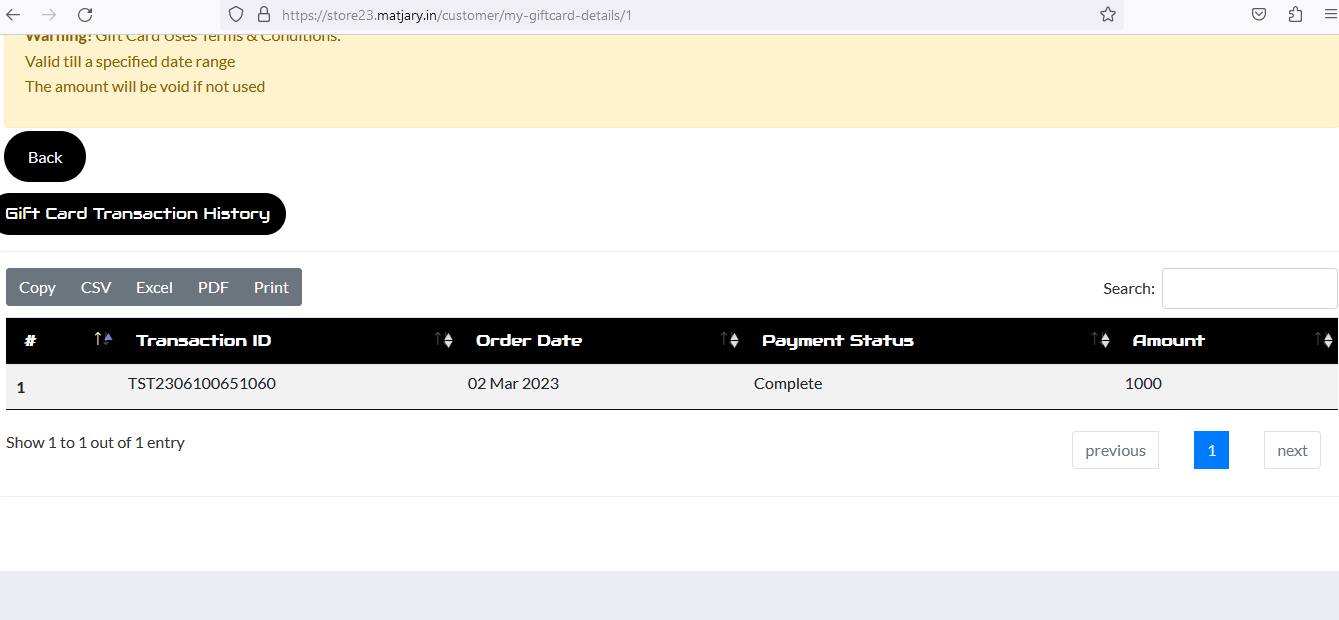 https://store23.matjary.in/customer/my-giftcard-details/1
Warning! Gift Card Uses Terms & Conditions.
Valid till a specified date range
The amount will be void if not used
Back
Gift Card Transaction History
Copy CSV Excel PDF Print Search:
# Transaction ID Order Date Payment Status Amount
1 TST2306100651060 02 Mar 2023 Complete 1000
Show 1 to 1 out of 1 entry previous 1 next